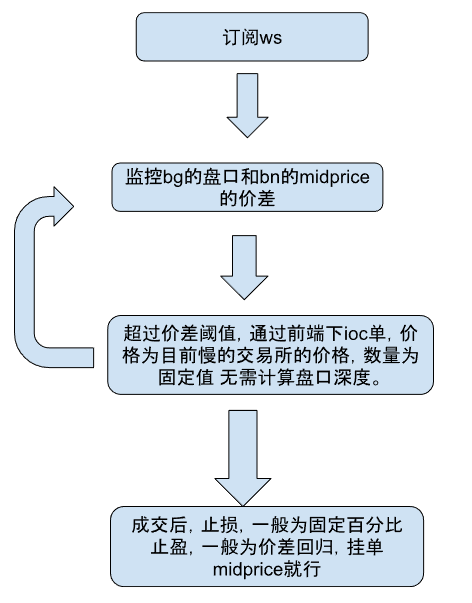 订阅ws
监控bg的盘口和bn的midprice
的价差
超过价差阈值，通过前端下ioc单，价
格为目前慢的交易所的价格，数量为
固定值 无需计算盘口深度。
成交后，止损，一般为固定百分比
止盈，一般为价差回归，挂单
midprice就行